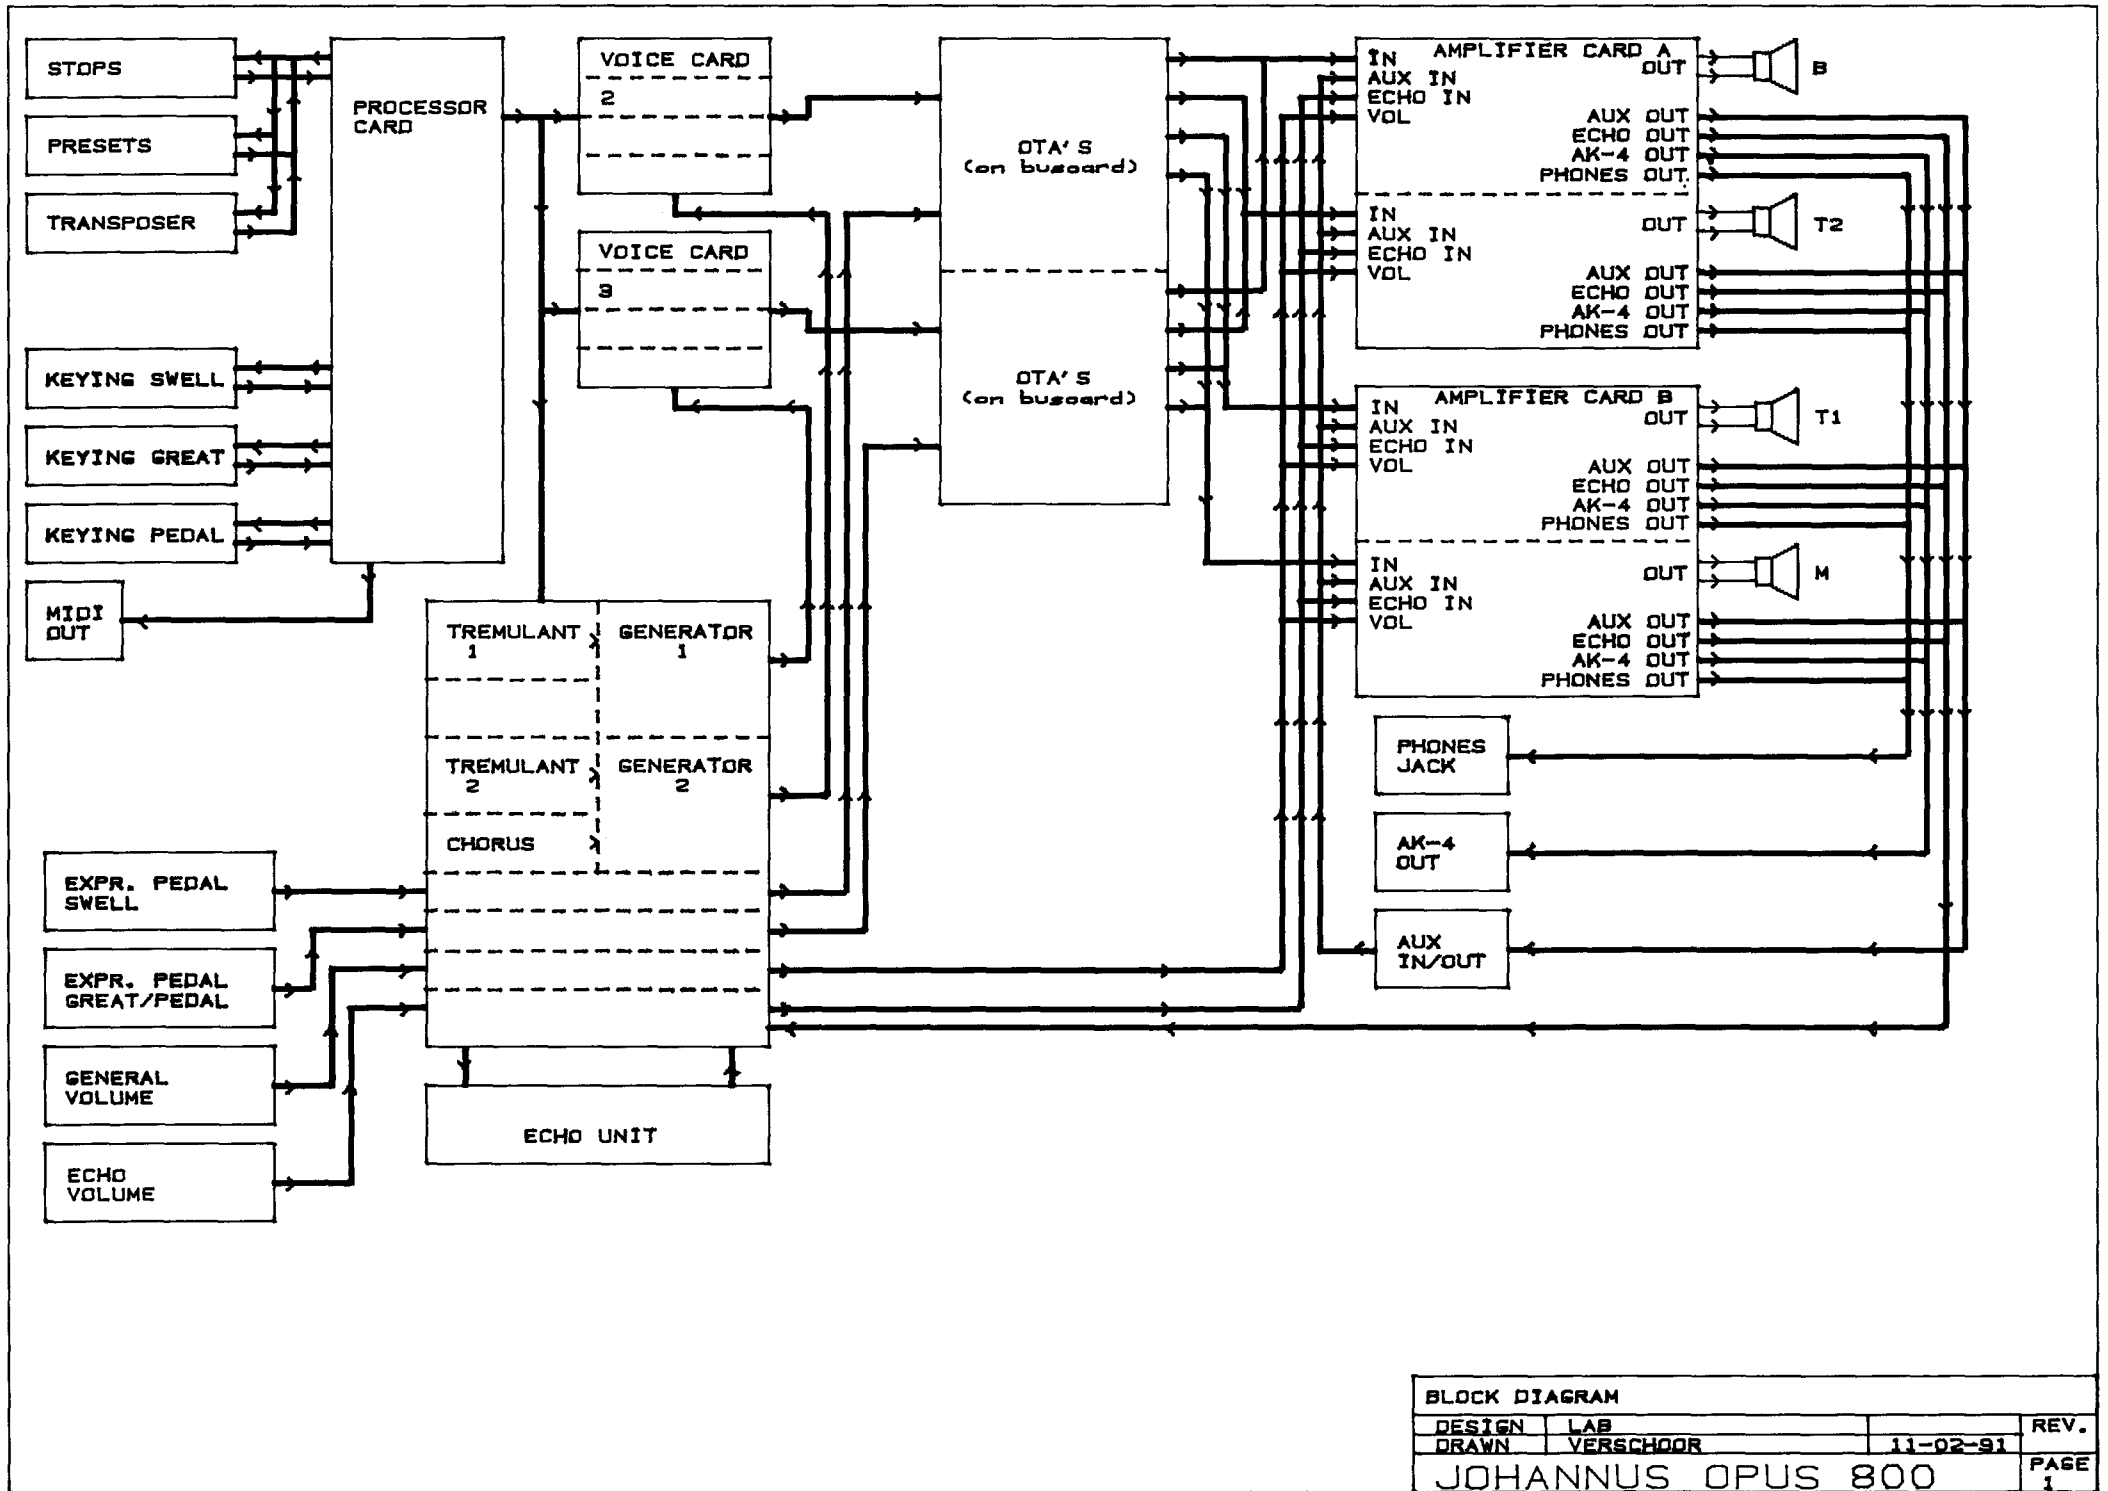 STOPS
PRESETS
TRANSPOSER
KEYING SWELL
KEYING GREAT
KEYING PEDAL
MIDI
OUT
PROCESSOR
CARD
VOICE CARD
2
VOICE CARD
3
TREMULANT
1
GENERATOR
1
TREMULANT
2
GENERATOR
2
CHORUS
EXPR. PEDAL
SWELL
EXPR. PEDAL
GREAT/PEDAL
GENERAL
VOLUME
ECHO
VOLUME
ECHO UNIT
OTA'S
(on busoard)
OTA'S
(on busoard)
AMPLIFIER CARD A
IN
AUX IN
ECHO IN
VOL
OUT
B
AUX OUT
ECHO OUT
AK-4 OUT
PHONES OUT.
IN
AUX IN
ECHO IN
VOL
OUT
T2
AUX OUT
ECHO OUT
AK-4 OUT
PHONES OUT
AMPLIFIER CARD B
IN
AUX IN
ECHO IN
VOL
OUT
T1
AUX OUT
ECHO OUT
AK-4 OUT
PHONES OUT
IN
AUX IN
ECHO IN
VOL
OUT
M
AUX OUT
ECHO OUT
AK-4 OUT
PHONES OUT
PHONES
JACK
AK-4
OUT
AUX
IN/OUT
BLOCK DIAGRAM
DESIGN LAB REV.
DRAWN VERSCHOOR 11-02-91
JOHANNUS OPUS 800 PAGE
1